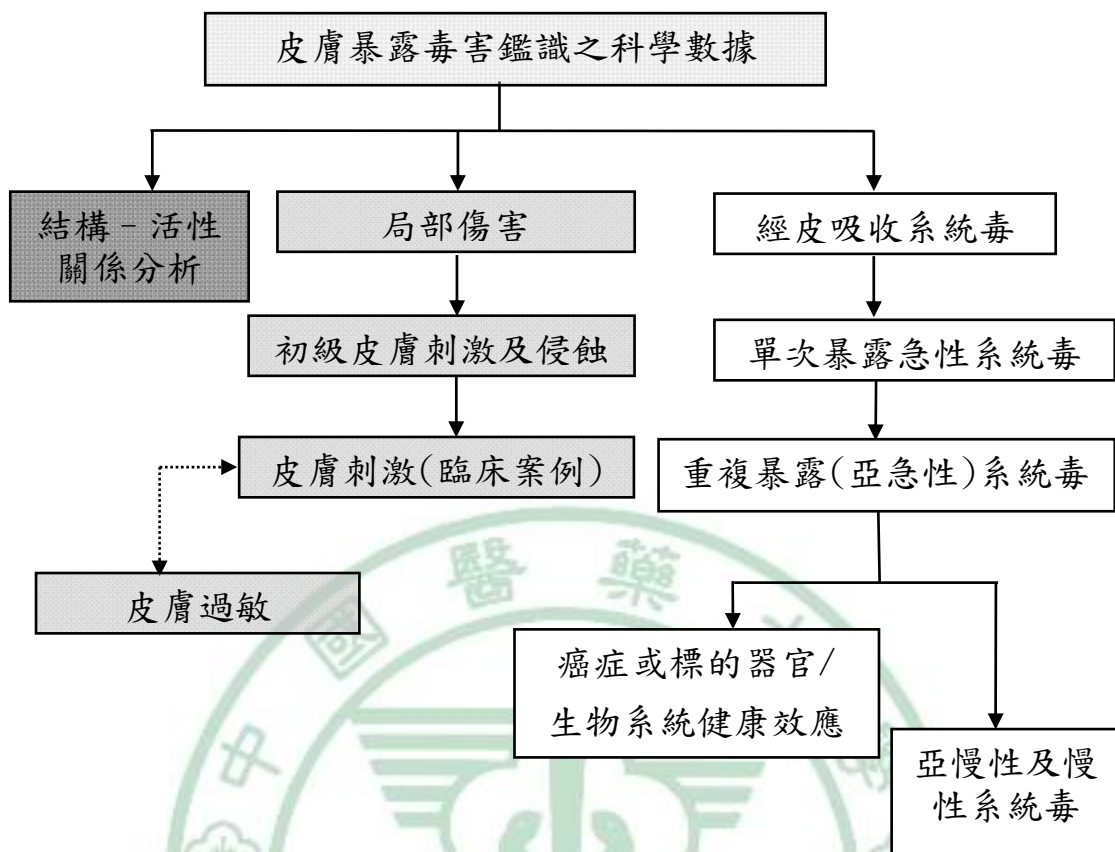 皮膚暴露毒害鑑識之科學數據
結構–活性
關係分析
局部傷害
經皮吸收系統毒
初級皮膚刺激及侵蝕
單次暴露急性系統毒
皮膚刺激(臨床案例)
重複暴露(亞急性)系統毒
皮膚過敏
癌症或標的器官/
生物系統健康效應
亞慢性及慢
性系統毒
中國醫藥